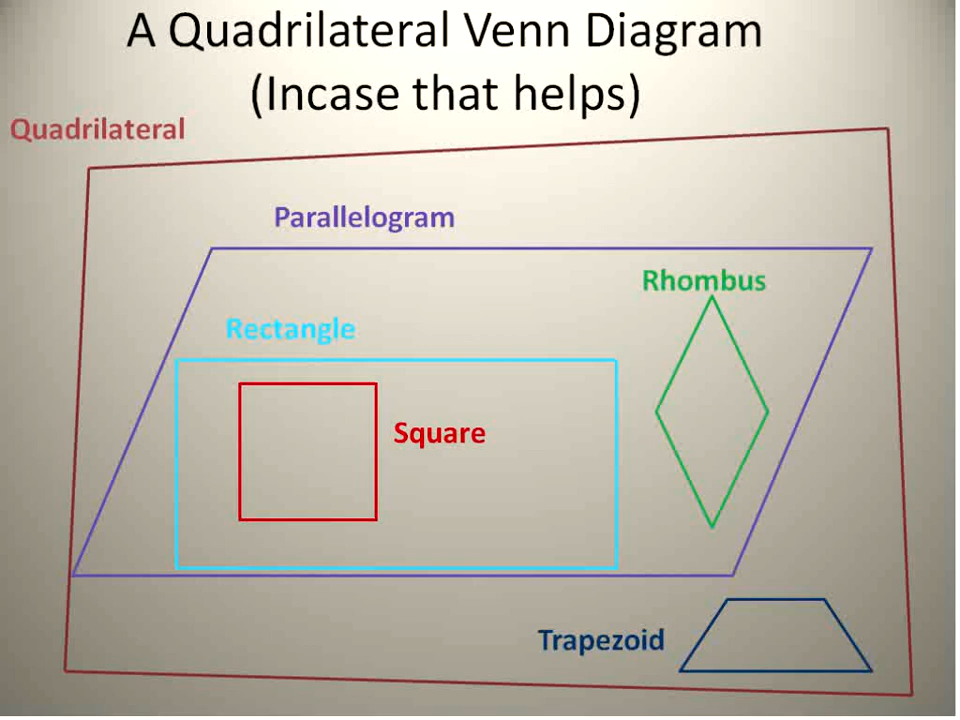 A Quadrilateral Venn Diagram
(Incase that helps)
Quadrilateral
Parallelogram
Rhombus
Rectangle
Square
Trapezoid